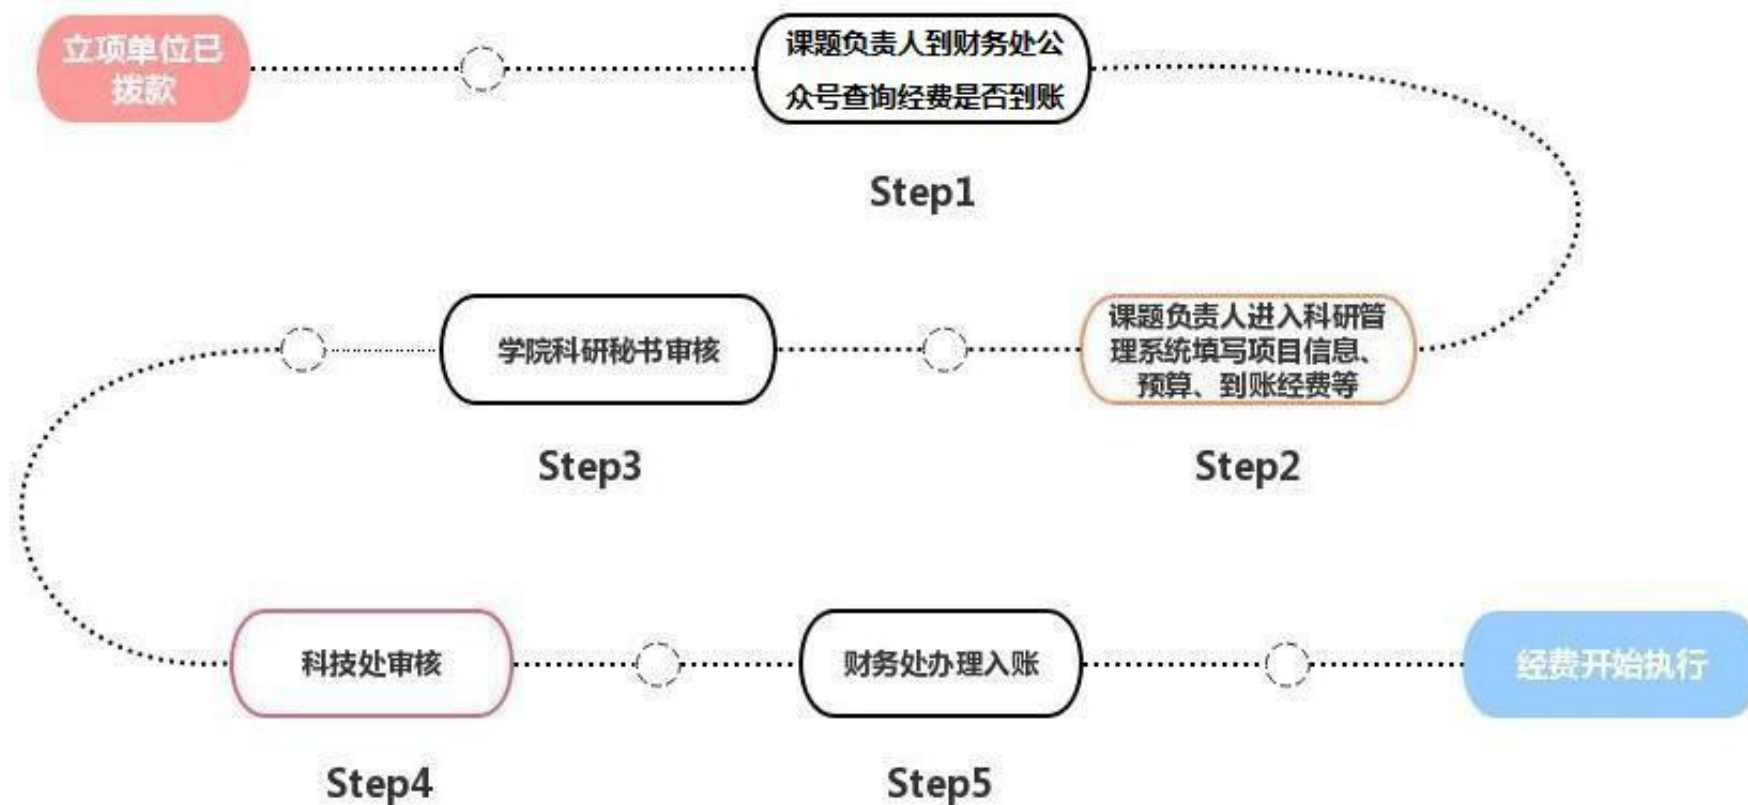 立项单位已
拨款
课题负责人到财务处公
众号查询经费是否到账
Step1
课题负责人进入科研管
理系统填写项目信息、
预算、到账经费等
Step2
学院科研秘书审核
Step3
科技处审核
Step4
财务处办理入账
Step5
经费开始执行